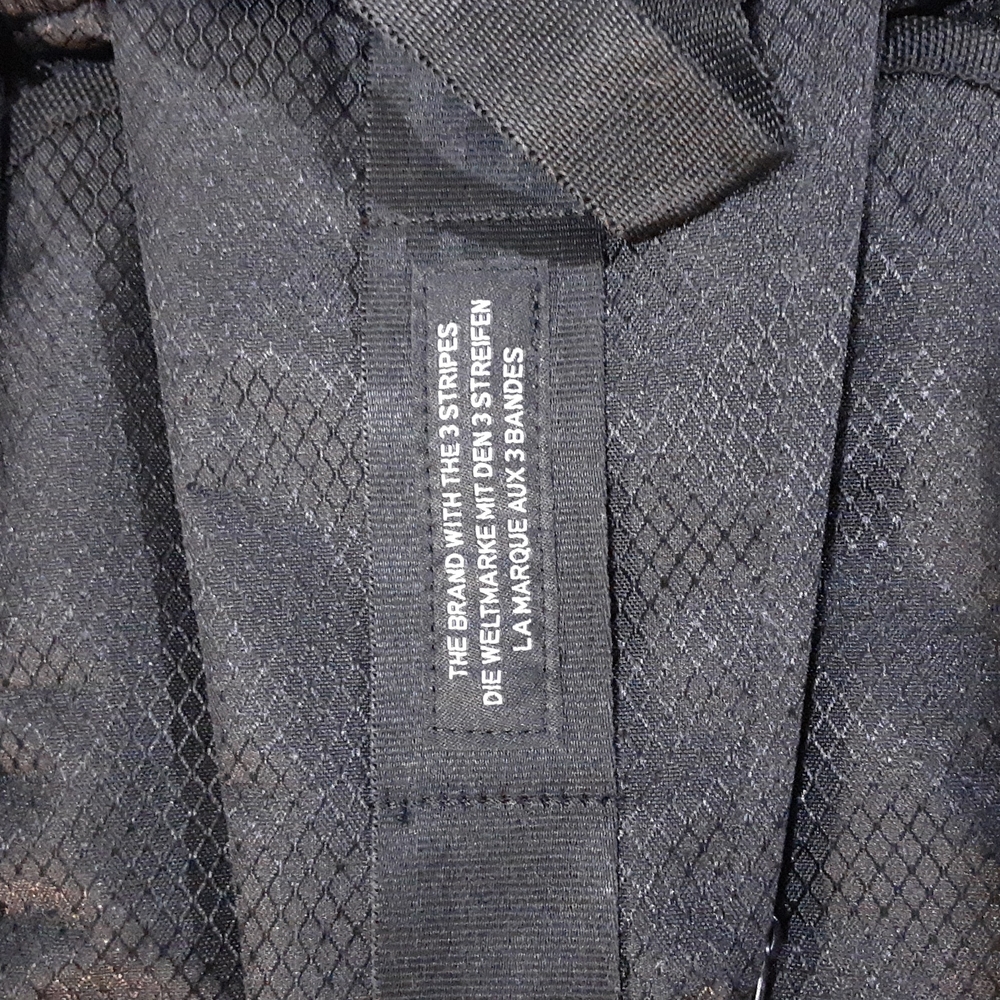 THE BRAND WITH THE 3 STRIPES
DIE WELTMARKE MIT DEN 3 STREIFEN
LA MARQUE AUX 3 BANDES